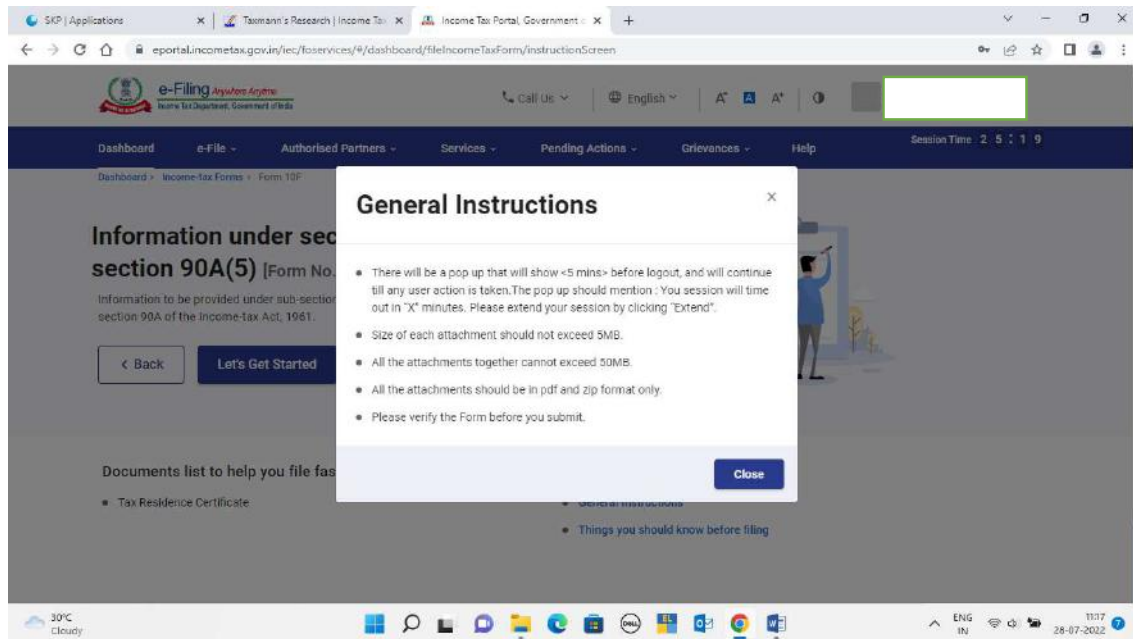 SKP | Applications
Taxmann's Research | Income Tax
Income Tax Portal, Government
eportal.incometax.gov.in/iec/foservices/#/dashboard/fileIncomeTaxForm/instructionScreen
e-Filing Anywhere Anytime
Income Tax Department, Government of India
Call Us
English
A- A A+
Dashboard e-File Authorised Partners Services Pending Actions Grievances Help
Session Time 2 5 : 1 9
Dashboard > Income-tax Forms > Form 10F
Information under sec
section 90A(5) [Form No.
Information to be provided under sub-section
section 90A of the Income-tax Act, 1961.
< Back
Let's Get Started
General Instructions
There will be a pop up that will show <5 mins> before logout, and will continue
till any user action is taken.The pop up should mention : You session will time
out in "X" minutes. Please extend your session by clicking "Extend".
Size of each attachment should not exceed 5MB.
All the attachments together cannot exceed 50MB.
All the attachments should be in pdf and zip format only.
Please verify the Form before you submit.
Close
Documents list to help you file fas
Tax Residence Certificate
General Instructions
Things you should know before filing
30°C
Cloudy
ENG
IN
11:17
28-07-2022